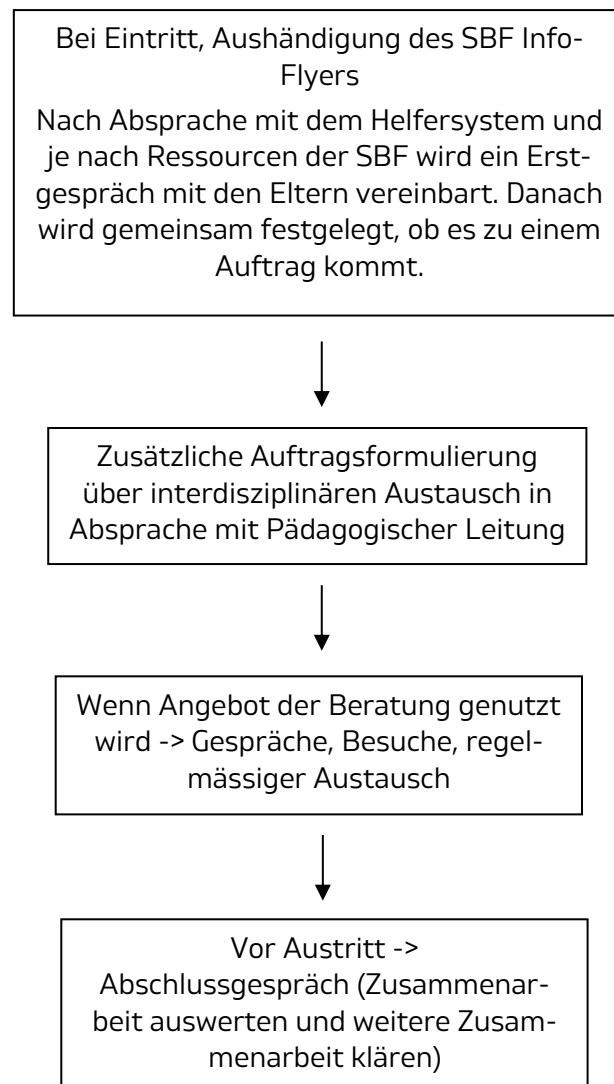 Bei Eintritt, Aushändigung des SBF Info-
Flyers
Nach Absprache mit dem Helfersystem und
je nach Ressourcen der SBF wird ein Erst-
gespräch mit den Eltern vereinbart. Danach
wird gemeinsam festgelegt, ob es zu einem
Auftrag kommt.
Zusätzliche Auftragsformulierung
über interdisziplinären Austausch in
Absprache mit Pädagogischer Leitung
Wenn Angebot der Beratung genutzt
wird -> Gespräche, Besuche, regel-
mässiger Austausch
Vor Austritt ->
Abschlussgespräch (Zusammenar-
beit auswerten und weitere Zusam-
menarbeit klären)